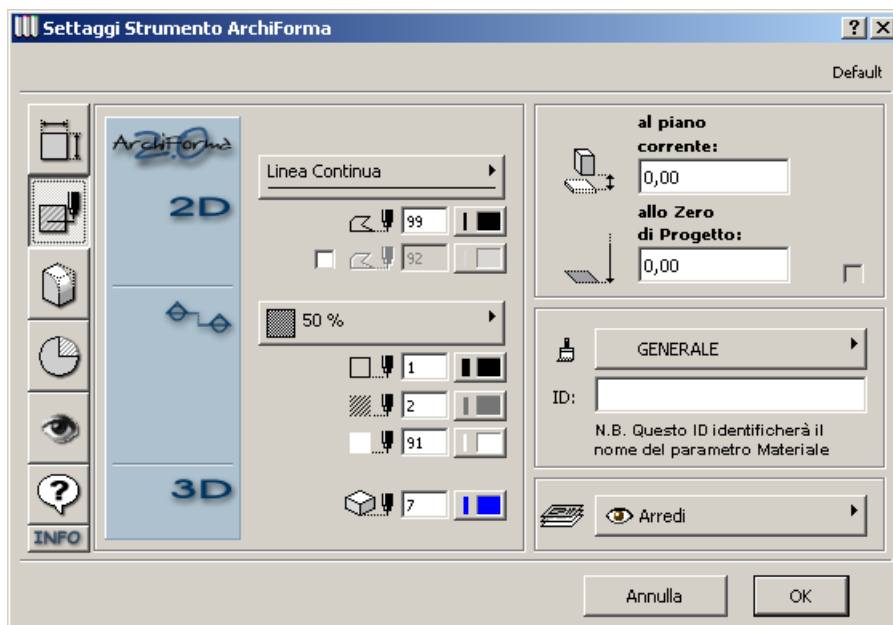 Settaggi Strumento ArchiForma
Default
ArchiForma
2.0
2D
3D
INFO
Linea Continua
99
92
50 %
1
2
91
7
al piano
corrente:
0,00
allo Zero
di Progetto:
0,00
GENERALE
ID:
N.B. Questo ID identificherà il
nome del parametro Materiale
Arredi
Annulla
OK